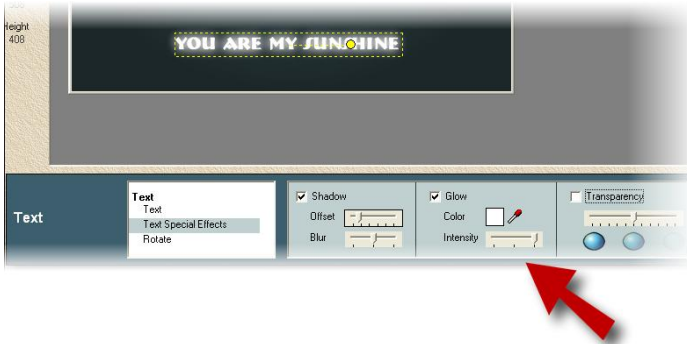 Height
408
YOU ARE MY SUNSHINE
Text
Text
Text
Text Special Effects
Rotate
Shadow
Offset
Blur
Glow
Color
Intensity
Transparency